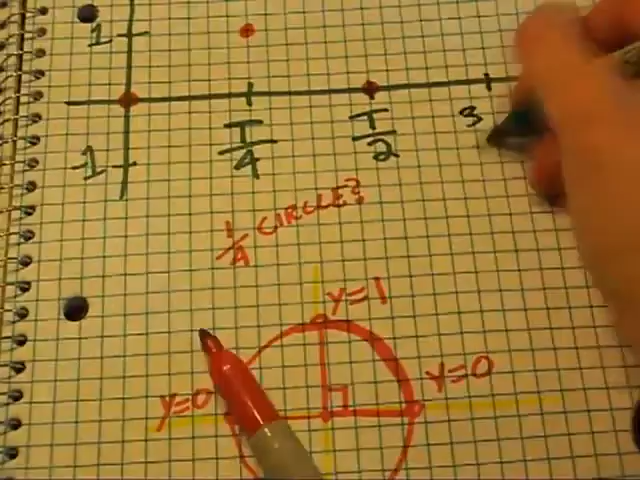 1
T/4
T/2
3
-1
1/4 CIRCLE?
Y=1
Y=0
Y=0